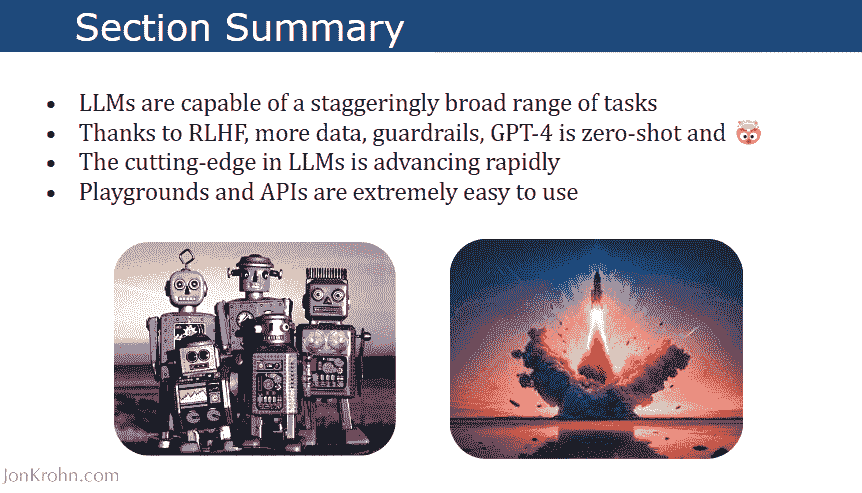 Section Summary
• LLMs are capable of a staggeringly broad range of tasks
• Thanks to RLHF, more data, guardrails, GPT-4 is zero-shot and 🤯
• The cutting-edge in LLMs is advancing rapidly
• Playgrounds and APIs are extremely easy to use
JonKrohn.com